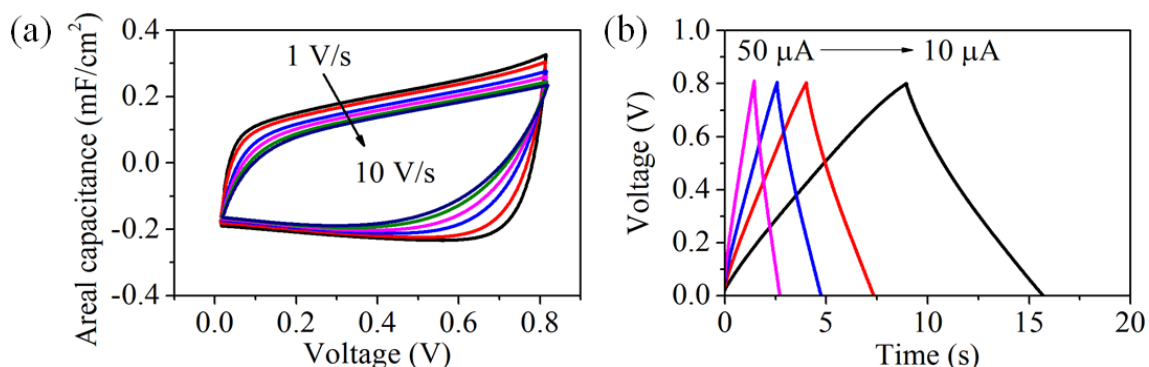 (a)
Areal capacitance (mF/cm²)
0.4
0.2
0.0
-0.2
-0.4
1 V/s
10 V/s
0.0 0.2 0.4 0.6 0.8
Voltage (V)
(b)
Voltage (V)
1.0
0.8
0.6
0.4
0.2
0.0
50 μA 10 μA
0 5 10 15 20
Time (s)